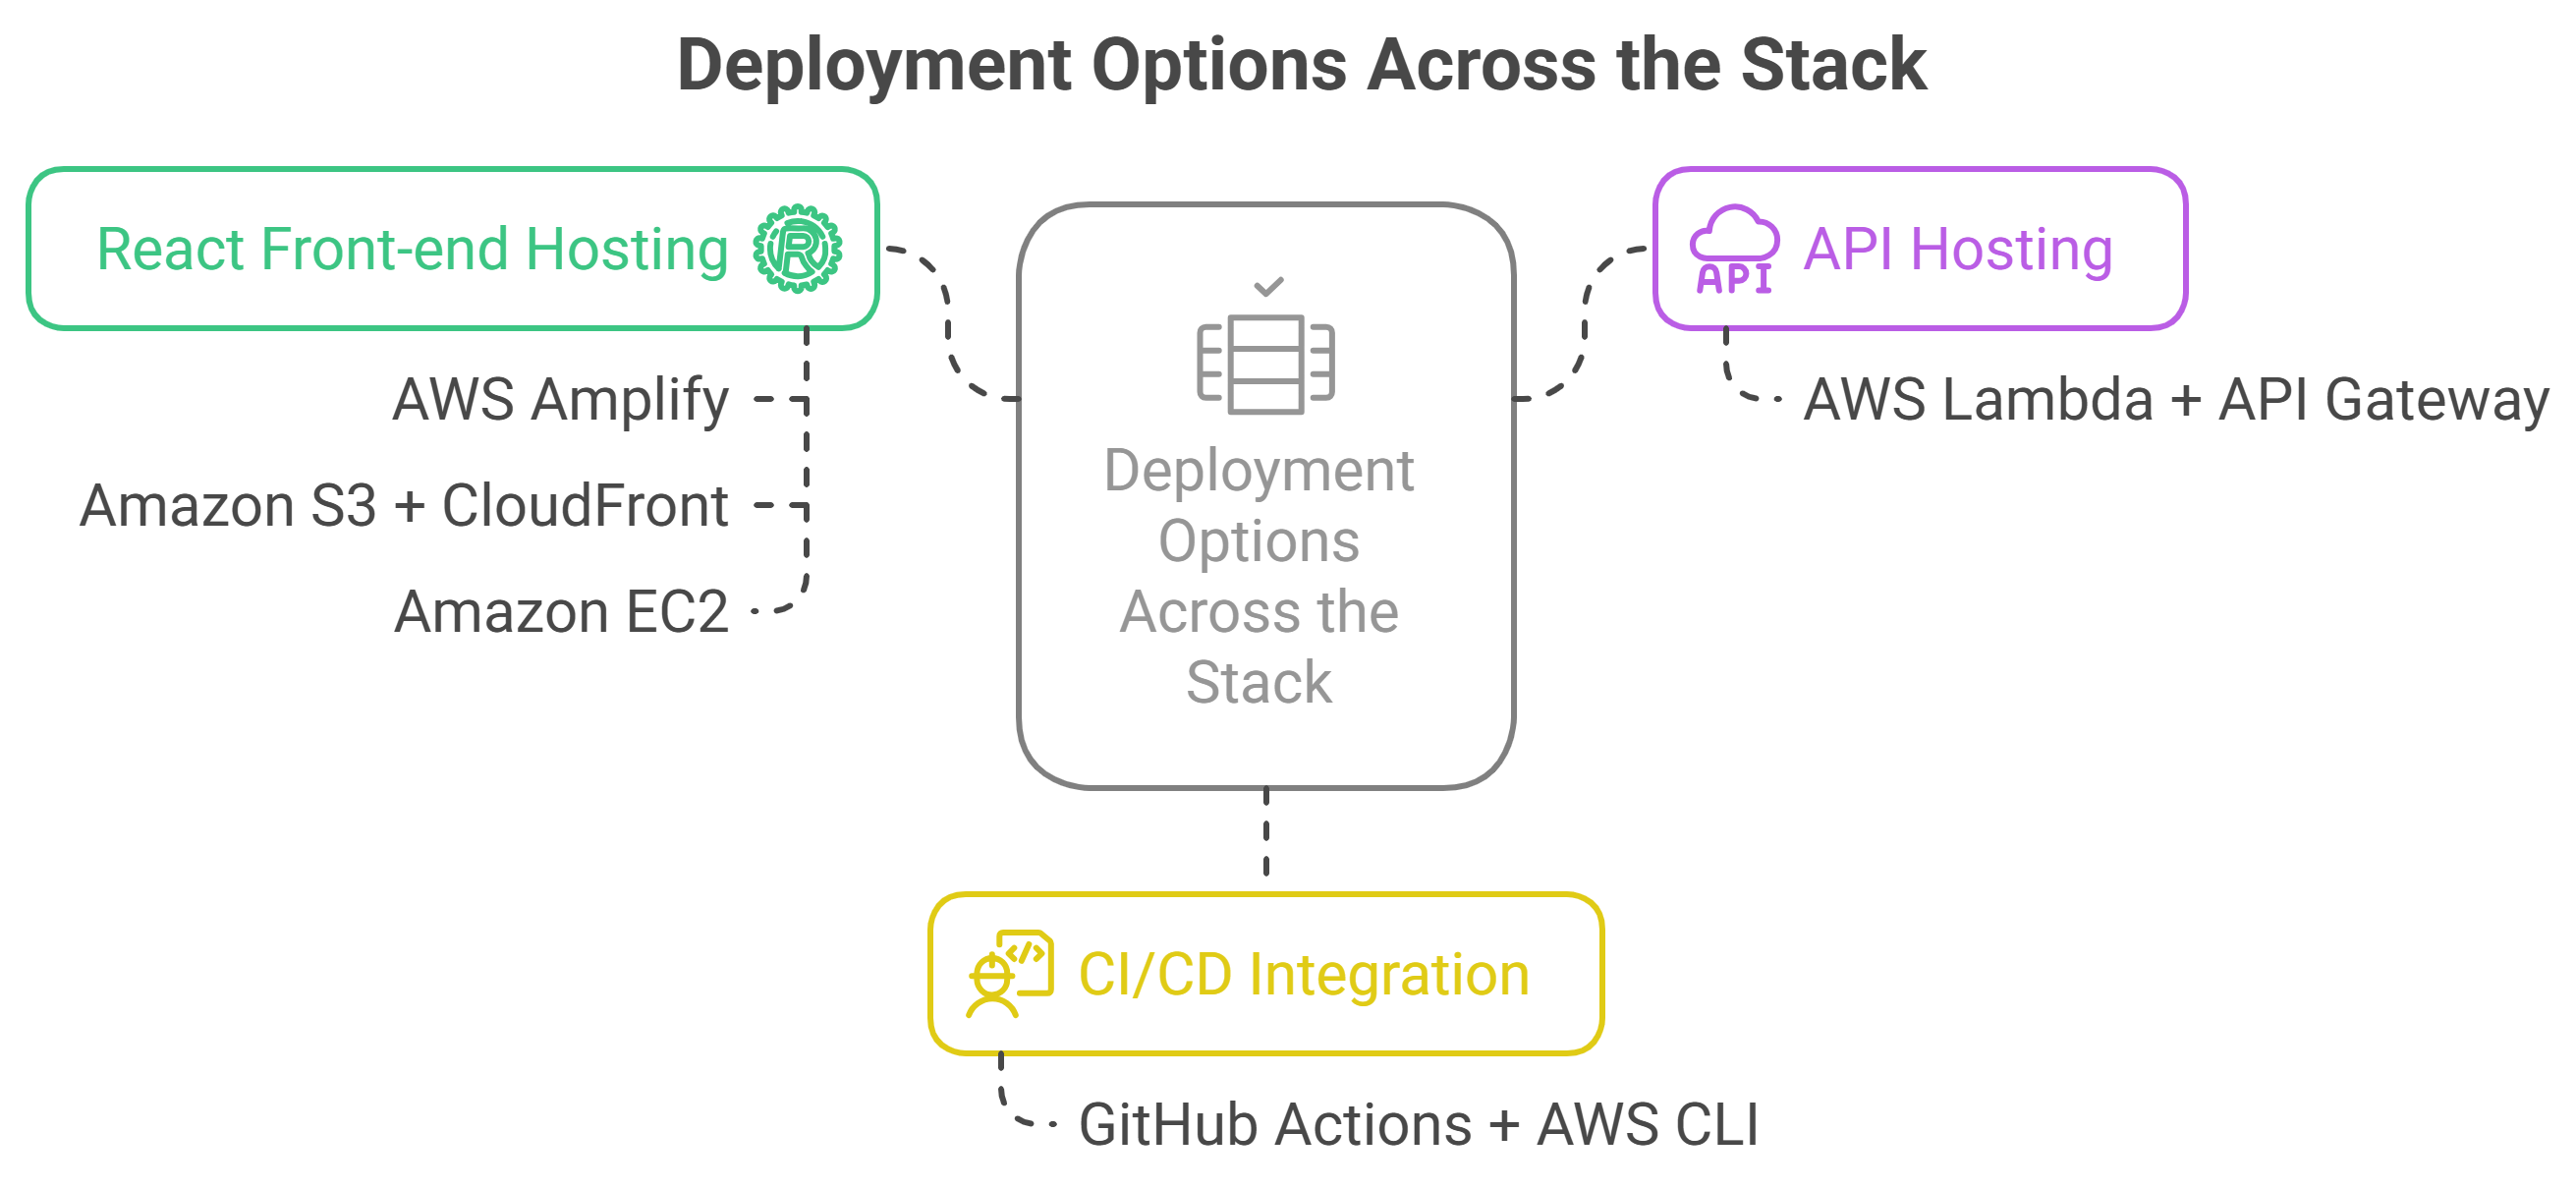 Deployment Options Across the Stack
React Front-end Hosting
R
AWS Amplify
Amazon S3 + CloudFront
Amazon EC2
Deployment
Options
Across the
Stack
API
API Hosting
AWS Lambda + API Gateway
</>
CI/CD Integration
GitHub Actions + AWS CLI